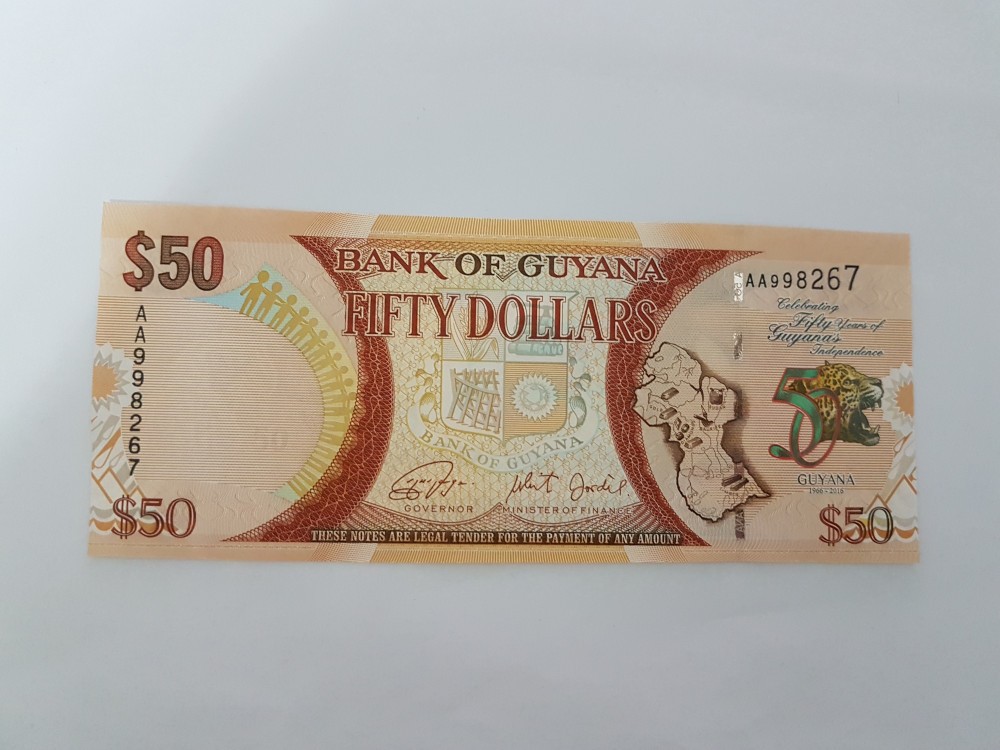 $50
BANK OF GUYANA
FIFTY DOLLARS
AA998267
AA998267
Celebrating
Fifty Years of
Guyana's
Independence
50
GUYANA
1966 - 2016
BANK OF GUYANA
GOVERNOR
MINISTER OF FINANCE
$50
$50
THESE NOTES ARE LEGAL TENDER FOR THE PAYMENT OF ANY AMOUNT